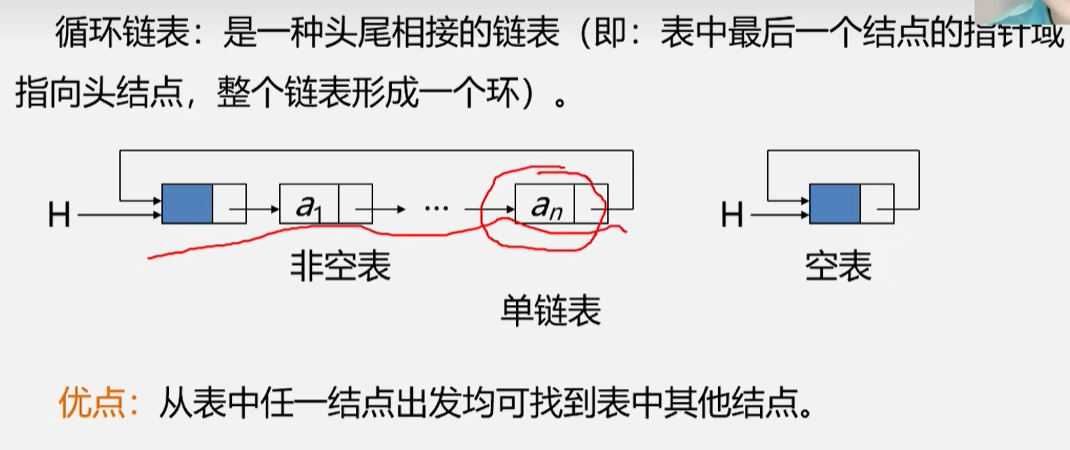 循环链表：是一种头尾相接的链表（即：表中最后一个结点的指针域
指向头结点，整个链表形成一个环）。
H a₁ … aₙ H
非空表 空表
单链表
优点：从表中任一结点出发均可找到表中其他结点。